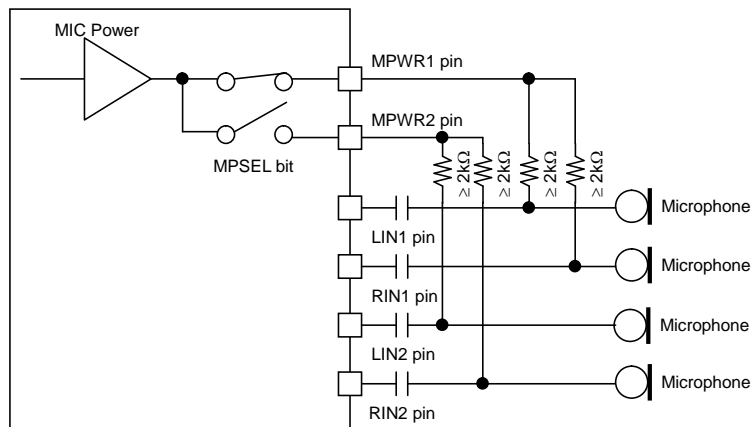 MIC Power
MPWR1 pin
MPWR2 pin
MPSEL bit
≥ 2kΩ
≥ 2kΩ
≥ 2kΩ
≥ 2kΩ
Microphone
LIN1 pin
Microphone
RIN1 pin
Microphone
LIN2 pin
Microphone
RIN2 pin